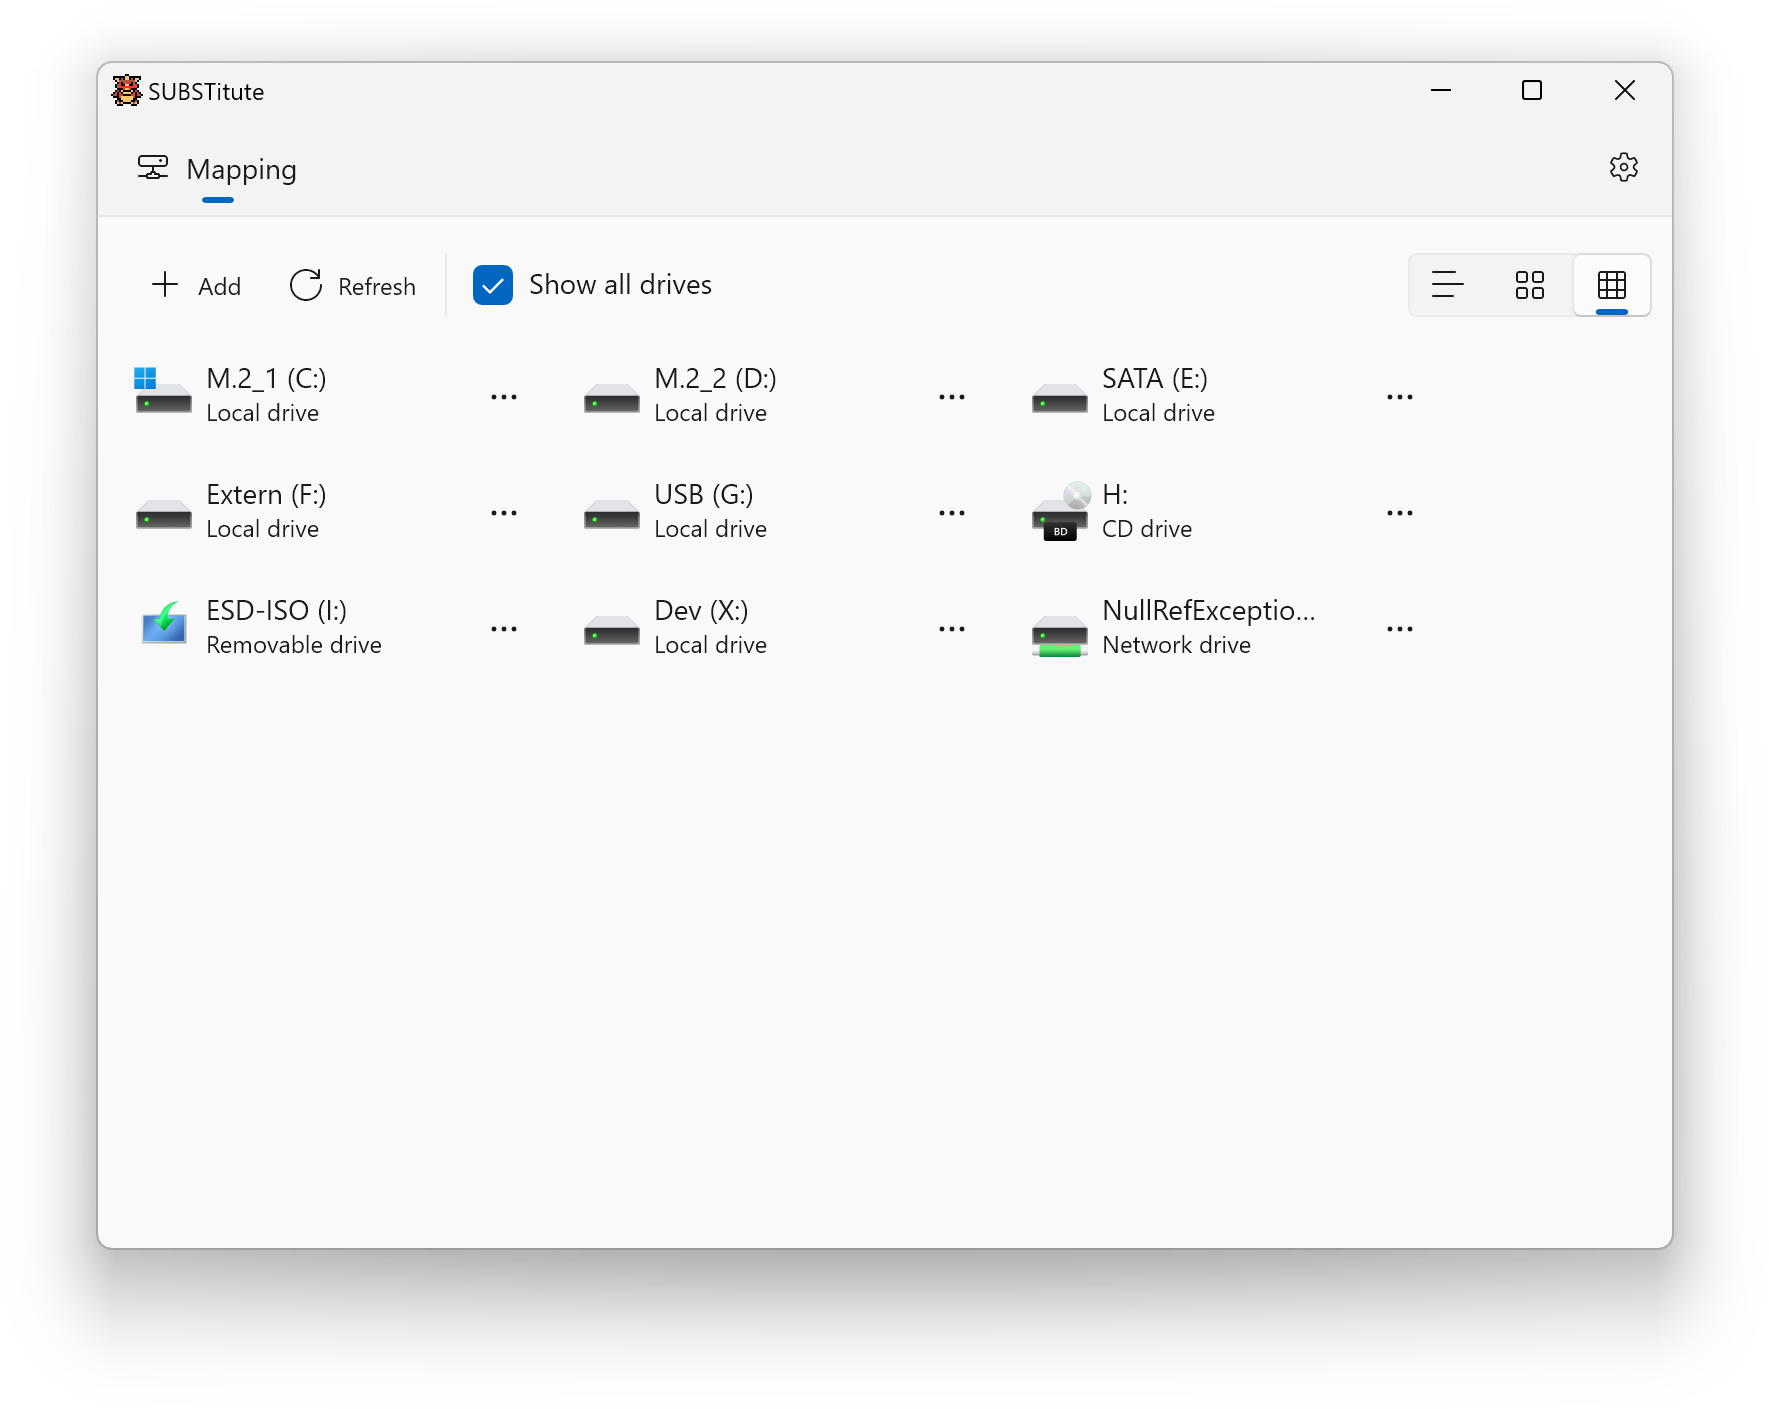 SUBSTitute
Mapping
Add Refresh Show all drives
M.2_1 (C:)
Local drive
M.2_2 (D:)
Local drive
SATA (E:)
Local drive
Extern (F:)
Local drive
USB (G:)
Local drive
H:
CD drive
BD
ESD-ISO (I:)
Removable drive
Dev (X:)
Local drive
NullRefExceptio...
Network drive